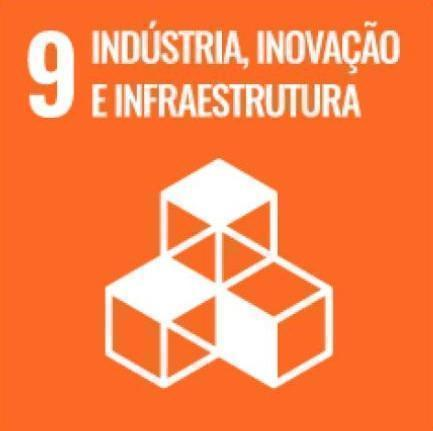 9 INDÚSTRIA, INOVAÇÃO
E INFRAESTRUTURA